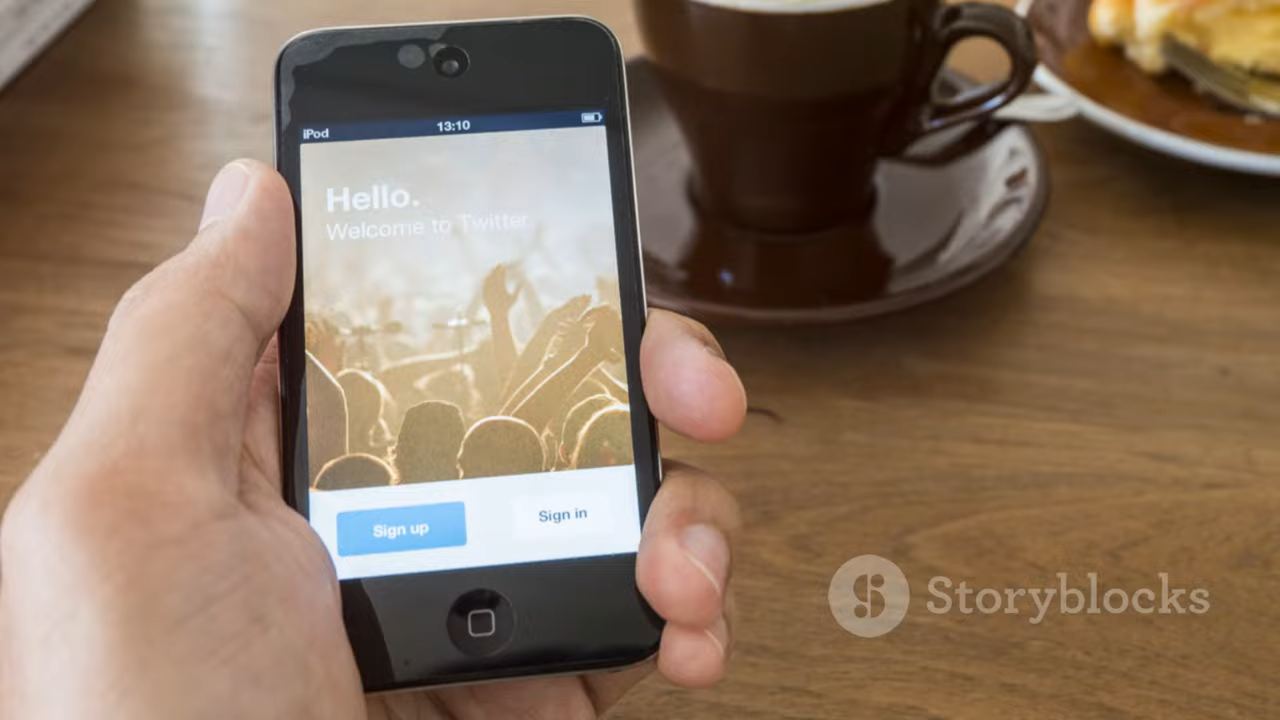 iPod 13:10
Hello.
Welcome to Twitter.
Sign up Sign in
Storyblocks